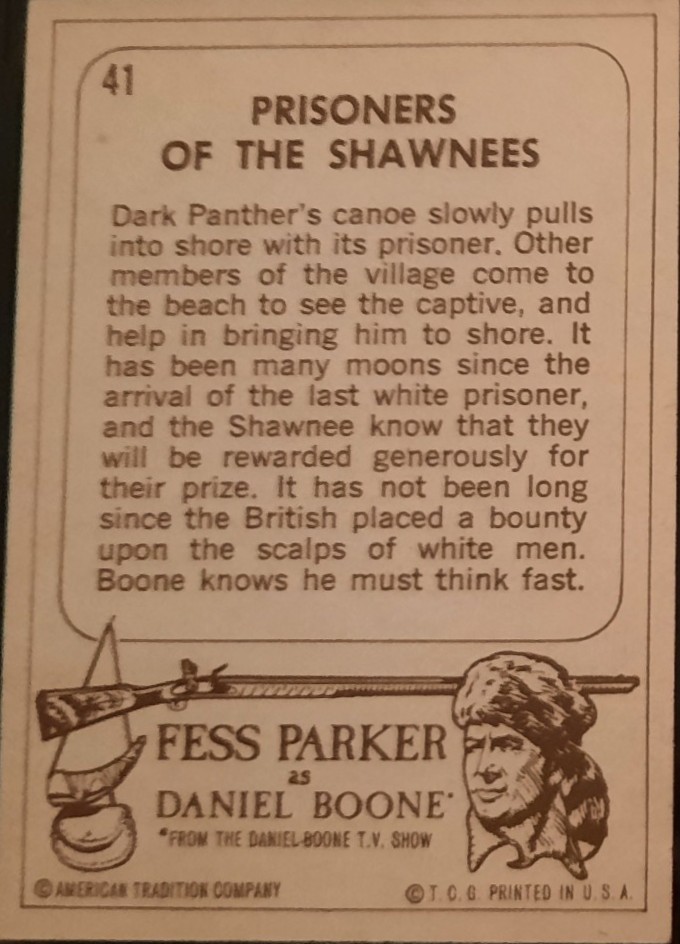 41
PRISONERS
OF THE SHAWNEES
Dark Panther's canoe slowly pulls
into shore with its prisoner. Other
members of the village come to
the beach to see the captive, and
help in bringing him to shore. It
has been many moons since the
arrival of the last white prisoner,
and the Shawnee know that they
will be rewarded generously for
their prize. It has not been long
since the British placed a bounty
upon the scalps of white men.
Boone knows he must think fast.
FESS PARKER
as
DANIEL BOONE*
*FROM THE DANIEL BOONE T.V. SHOW
© AMERICAN TRADITION COMPANY
© T. C. G. PRINTED IN U. S. A.